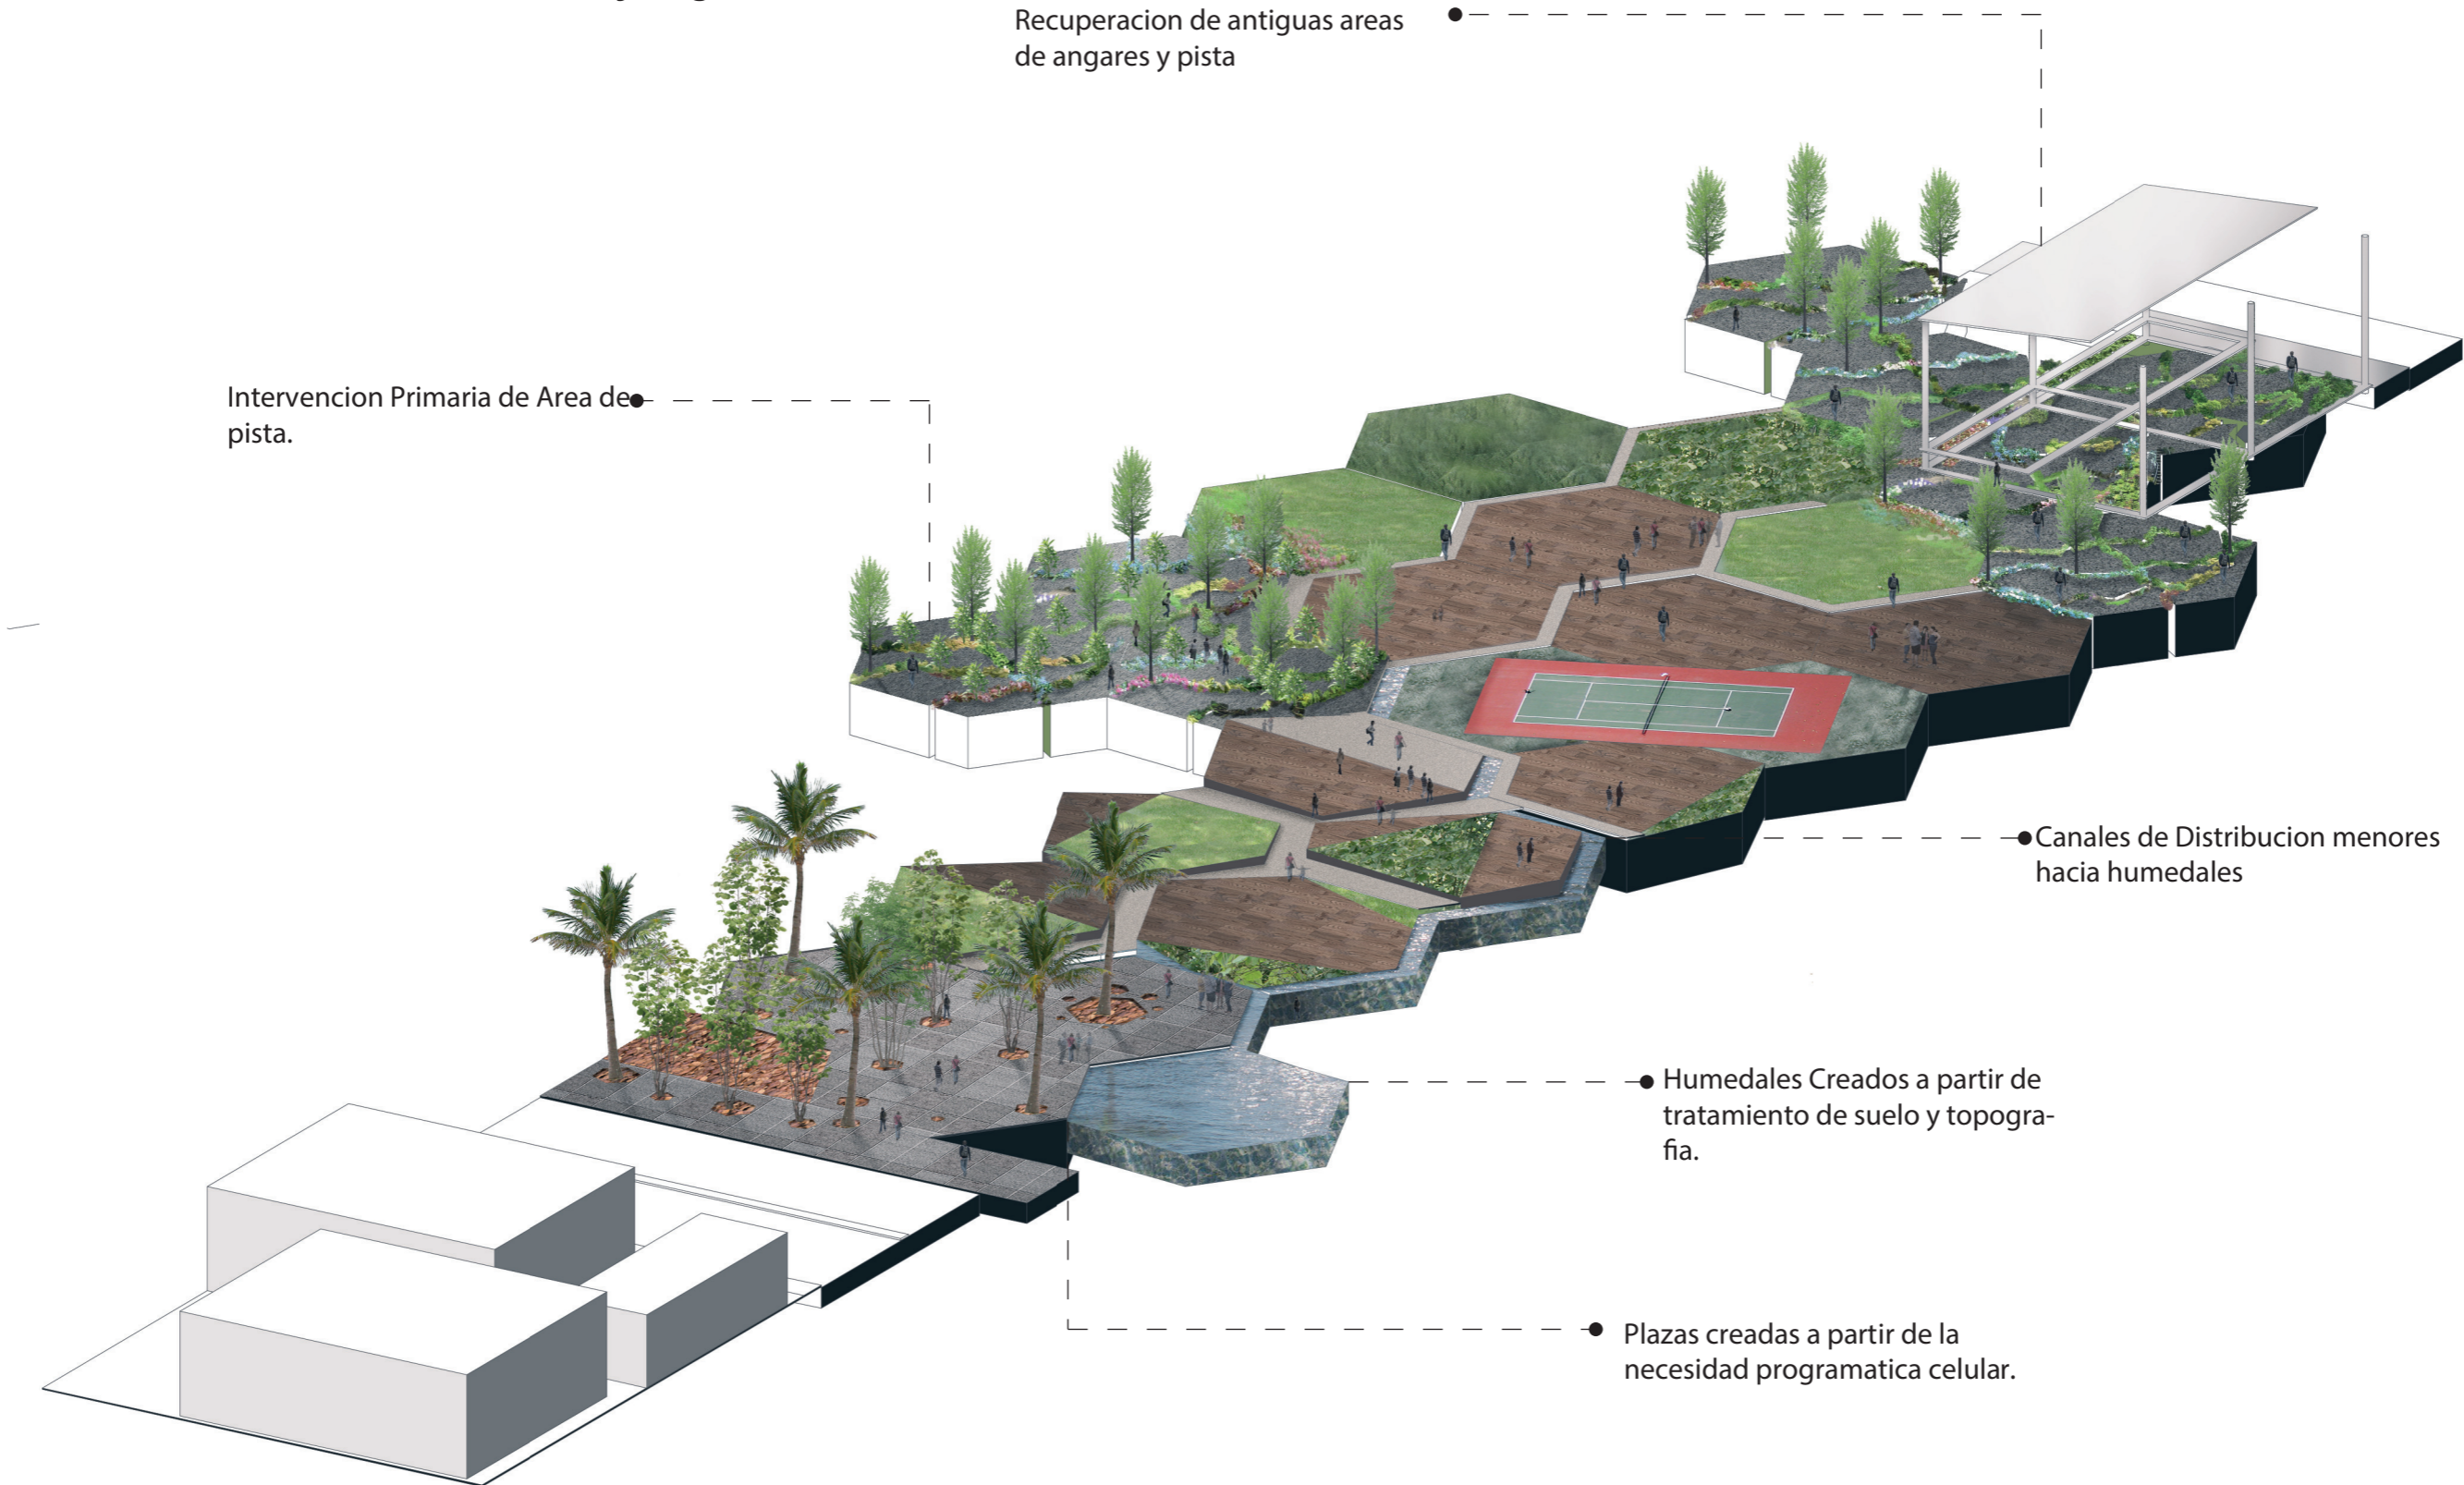 Recuperacion de antiguas areas
de angares y pista
Intervencion Primaria de Area de
pista.
Canales de Distribucion menores
hacia humedales
Humedales Creados a partir de
tratamiento de suelo y topogra-
fia.
Plazas creadas a partir de la
necesidad programatica celular.